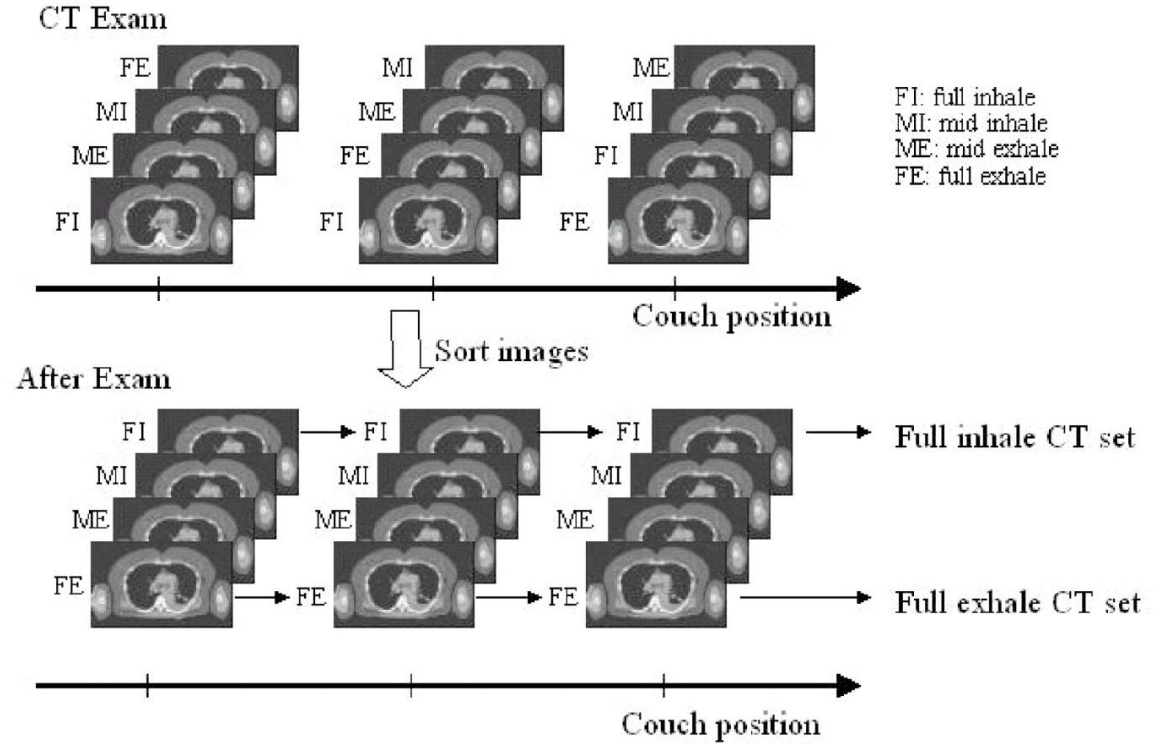 CT Exam
FE
MI
ME
FI
MI
ME
FE
FI
ME
MI
FI
FE
FI: full inhale
MI: mid inhale
ME: mid exhale
FE: full exhale
Couch position
Sort images
After Exam
FI
MI
ME
FE
FI
MI
ME
FE
FI
MI
ME
FE
Full inhale CT set
Full exhale CT set
Couch position